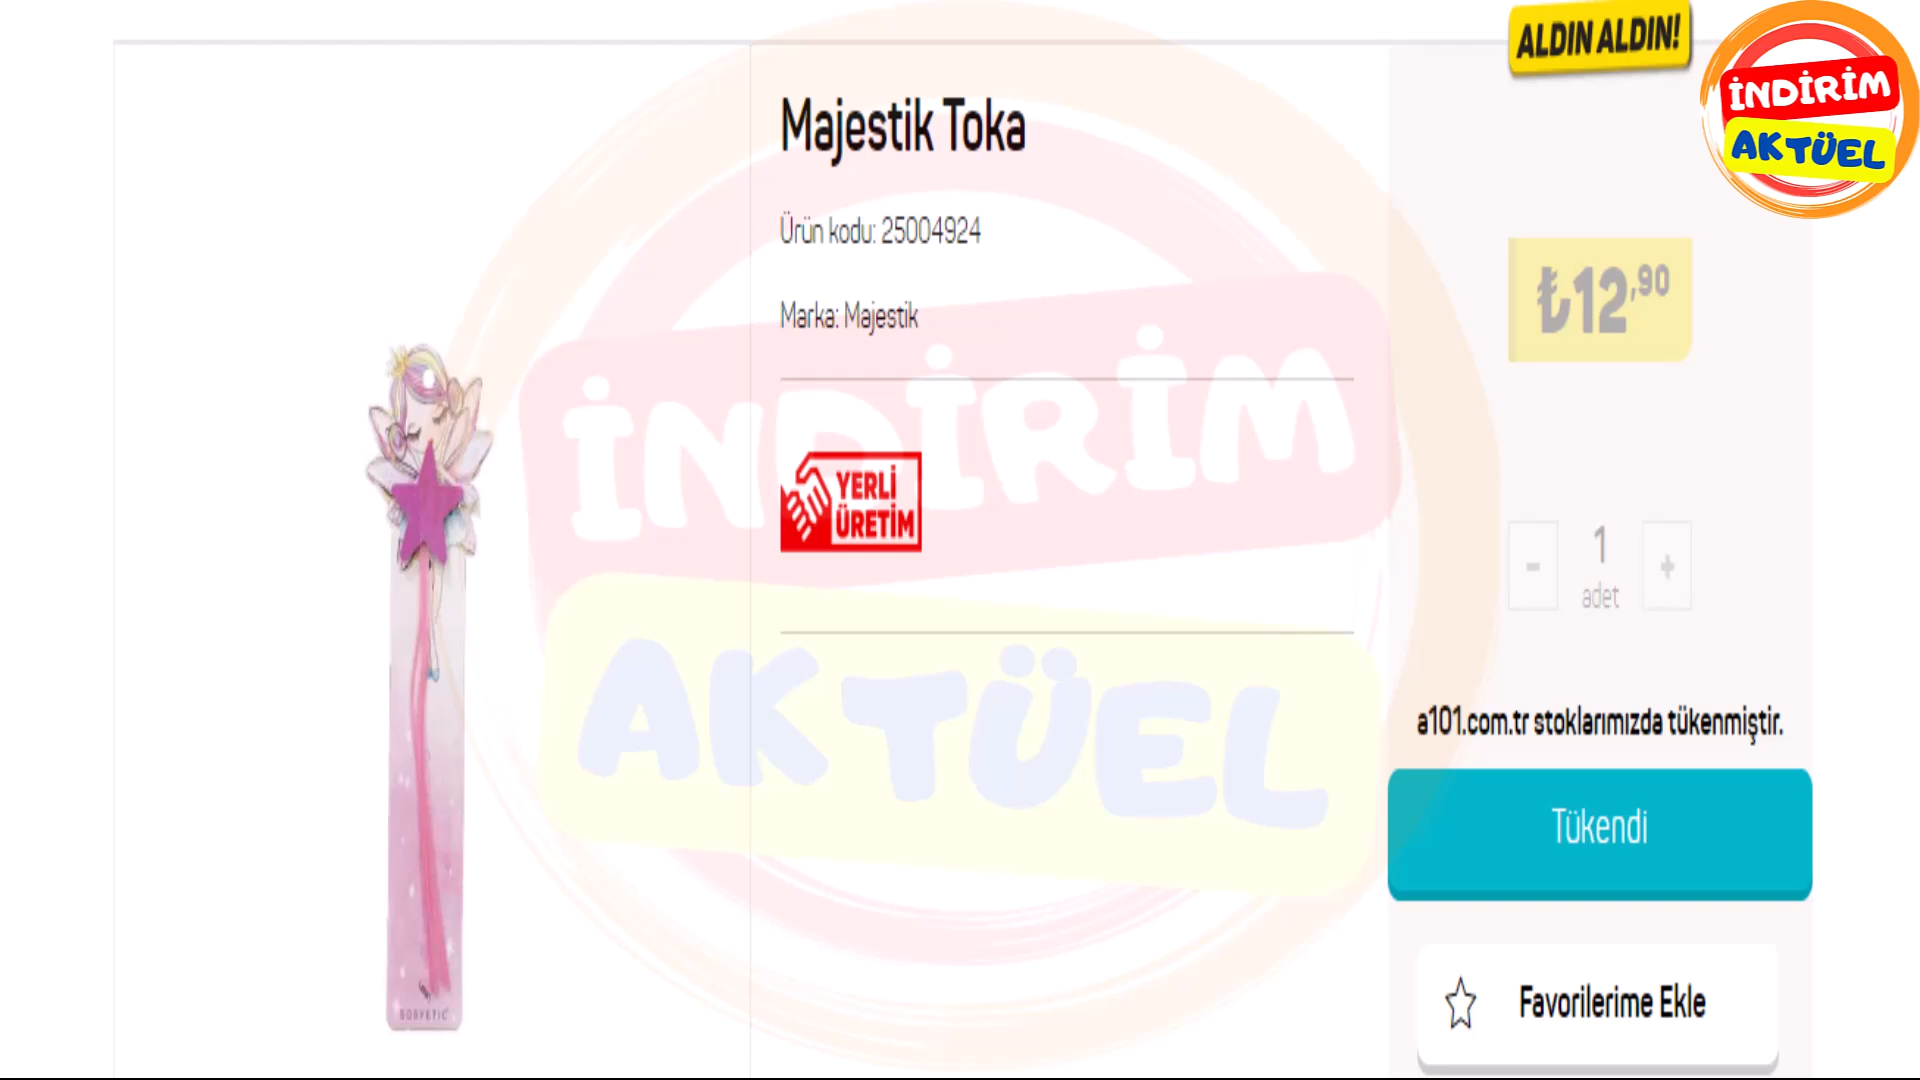 ALDIN ALDIN!
İNDİRİM
AKTÜEL
Majestik Toka
Ürün kodu: 25004924
Marka: Majestik
₺12,90
YERLİ
ÜRETİM
İNDİRİM
AKTÜEL
-
1
+
adet
a101.com.tr stoklarımızda tükenmiştir.
Tükendi
Favorilerime Ekle